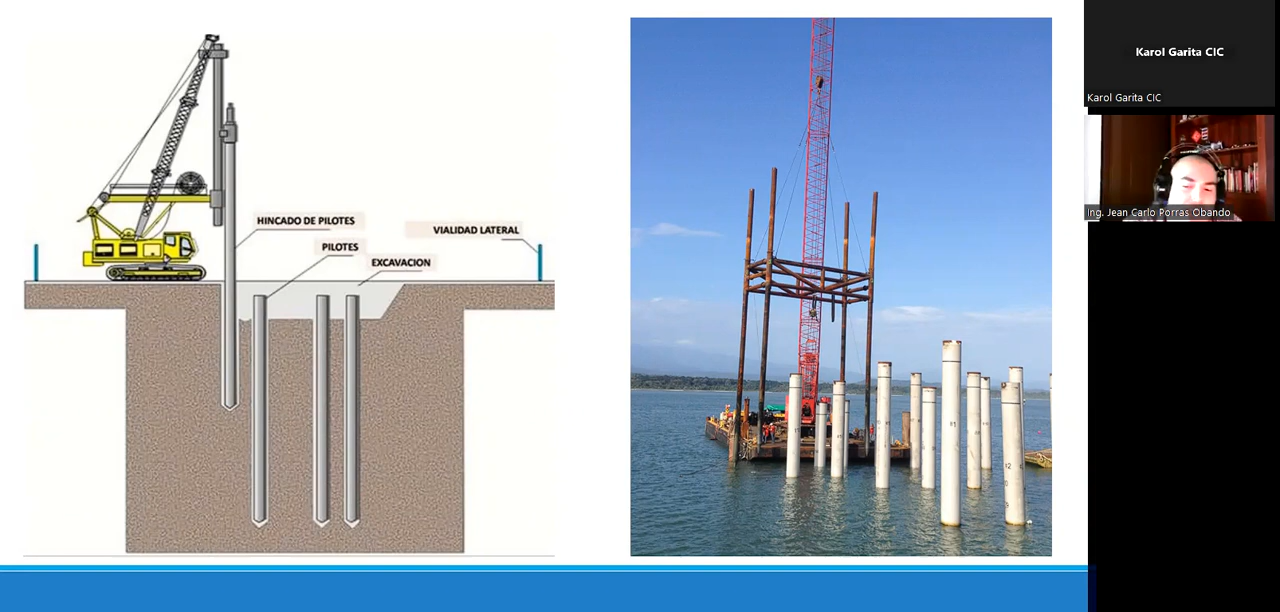 HINCADO DE PILOTES
PILOTES
VIALIDAD LATERAL
EXCAVACION
Karol Garita CIC
Karol Garita CIC
Ing. Jean Carlo Porras Obando